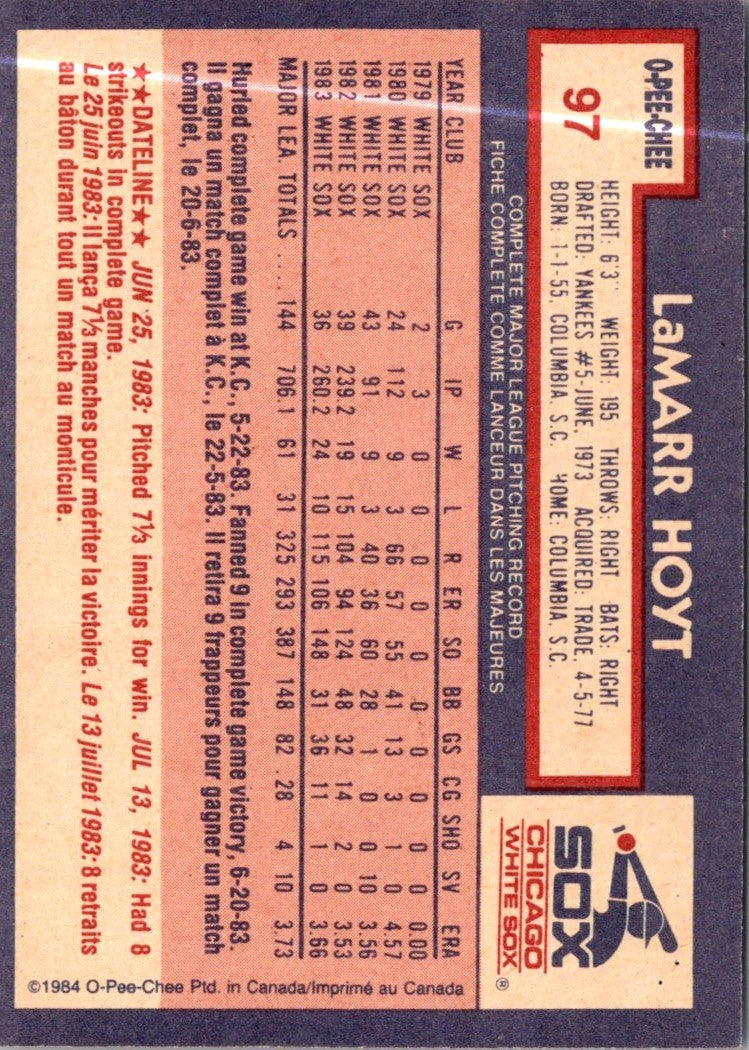 O-PEE-CHEE
97
LaMARR HOYT
HEIGHT: 6'3" WEIGHT: 195 THROWS: RIGHT BATS: RIGHT
DRAFTED: YANKEES #5-JUNE, 1973 ACQUIRED: TRADE, 4-5-77
BORN: 1-1-55, COLUMBIA, S.C. HOME: COLUMBIA, S.C.
SOX
CHICAGO
WHITE SOX
®
COMPLETE MAJOR LEAGUE PITCHING RECORD
FICHE COMPLETE COMME LANCEUR DANS LES MAJEURES
YEAR CLUB G IP W L R ER SO BB GS CG SHO SV ERA
1979 WHITE SOX 2 3 0 0 0 0 0 0 0 0 0 0 0.00
1980 WHITE SOX 24 112 9 3 66 57 55 41 13 3 1 0 4.57
1981 WHITE SOX 43 91 9 3 40 36 60 28 1 0 0 10 3.56
1982 WHITE SOX 39 239.2 19 15 104 94 124 48 32 14 2 0 3.53
1983 WHITE SOX 36 260.2 24 10 115 106 148 31 36 11 1 0 3.66
MAJOR LEA. TOTALS .... 144 706.1 61 31 325 293 387 148 82 28 4 10 3.73
Hurled complete game win at K.C., 5-22-83. Fanned 9 in complete game victory, 6-20-83.
Il gagna un match complet à K.C., le 22-5-83. Il retira 9 frappeurs pour gagner un match
complet, le 20-6-83.
★★DATELINE★★ JUN 25, 1983: Pitched 7⅓ innings for win. JUL 13, 1983: Had 8
strikeouts in complete game.
Le 25 juin 1983: Il lança 7⅓ manches pour mériter la victoire. Le 13 juillet 1983: 8 retraits
au bâton durant tout un match au monticule.
©1984 O-Pee-Chee Ptd. in Canada/Imprimé au Canada